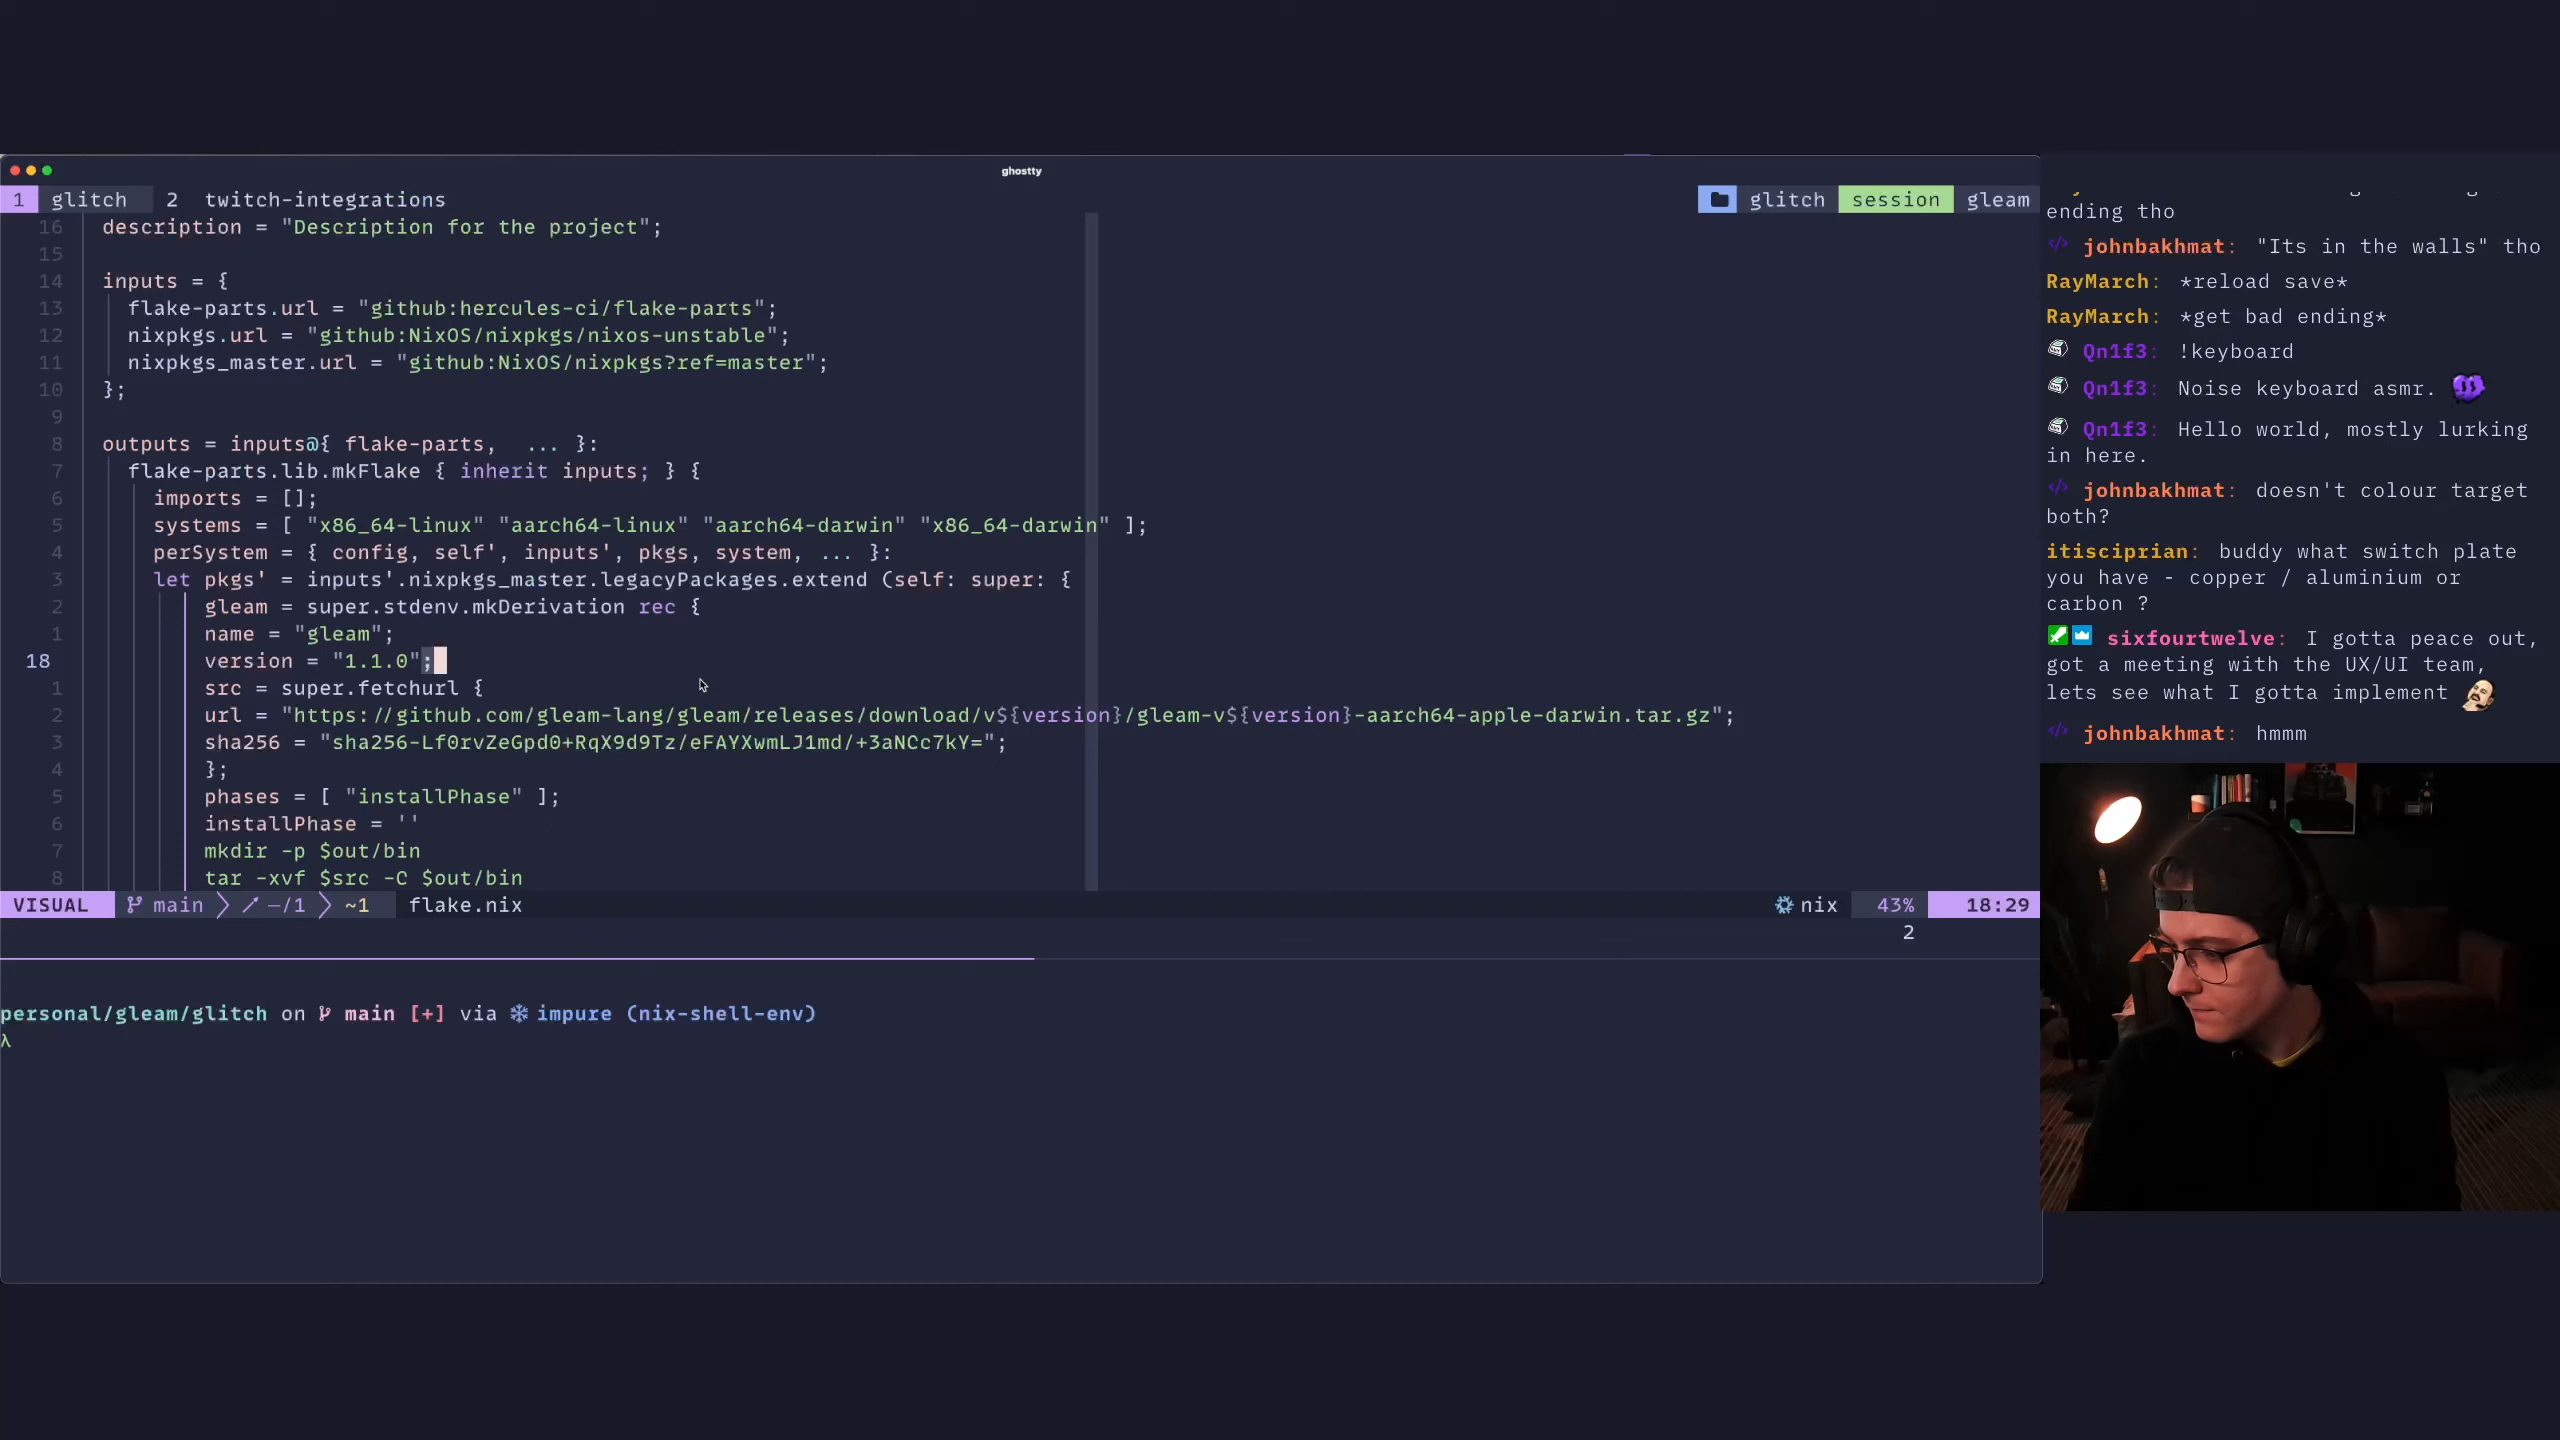 ghostty
1 glitch 2 twitch-integrations
glitch session gleam
16 description = "Description for the project";
15
14 inputs = {
13 flake-parts.url = "github:hercules-ci/flake-parts";
12 nixpkgs.url = "github:NixOS/nixpkgs/nixos-unstable";
11 nixpkgs_master.url = "github:NixOS/nixpkgs?ref=master";
10 };
9
8 outputs = inputs@{ flake-parts, ... }:
7 flake-parts.lib.mkFlake { inherit inputs; } {
6 imports = [];
5 systems = [ "x86_64-linux" "aarch64-linux" "aarch64-darwin" "x86_64-darwin" ];
4 perSystem = { config, self', inputs', pkgs, system, ... }:
3 let pkgs' = inputs'.nixpkgs_master.legacyPackages.extend (self: super: {
2 gleam = super.stdenv.mkDerivation rec {
1 name = "gleam";
18 version = "1.1.0";
1 src = super.fetchurl {
2 url = "https://github.com/gleam-lang/gleam/releases/download/v${version}/gleam-v${version}-aarch64-apple-darwin.tar.gz";
3 sha256 = "sha256-Lf0rvZeGpd0+RqX9d9Tz/eFAYXwmLJ1md/+3aNCc7kY=";
4 };
5 phases = [ "installPhase" ];
6 installPhase = ''
7 mkdir -p $out/bin
8 tar -xvf $src -C $out/bin
VISUAL main —/1 ~1 flake.nix nix 43% 18:29
2
personal/gleam/glitch on main [+] via impure (nix-shell-env)
λ
ending tho
johnbakhmat: "Its in the walls" tho
RayMarch: *reload save*
RayMarch: *get bad ending*
Qn1f3: !keyboard
Qn1f3: Noise keyboard asmr.
Qn1f3: Hello world, mostly lurking
in here.
johnbakhmat: doesn't colour target
both?
itisciprian: buddy what switch plate
you have - copper / aluminium or
carbon ?
sixfourtwelve: I gotta peace out,
got a meeting with the UX/UI team,
lets see what I gotta implement
johnbakhmat: hmmm